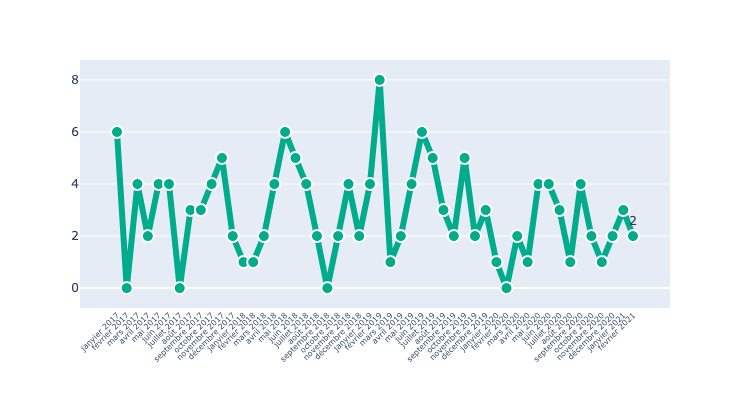 8
6
4
2
0
2
janvier 2017
février 2017
mars 2017
avril 2017
mai 2017
juin 2017
juillet 2017
août 2017
septembre 2017
octobre 2017
novembre 2017
décembre 2017
janvier 2018
février 2018
mars 2018
avril 2018
mai 2018
juin 2018
juillet 2018
août 2018
septembre 2018
octobre 2018
novembre 2018
décembre 2018
janvier 2019
février 2019
mars 2019
avril 2019
mai 2019
juin 2019
juillet 2019
août 2019
septembre 2019
octobre 2019
novembre 2019
décembre 2019
janvier 2020
février 2020
mars 2020
avril 2020
mai 2020
juin 2020
juillet 2020
août 2020
septembre 2020
octobre 2020
novembre 2020
décembre 2020
janvier 2021
février 2021